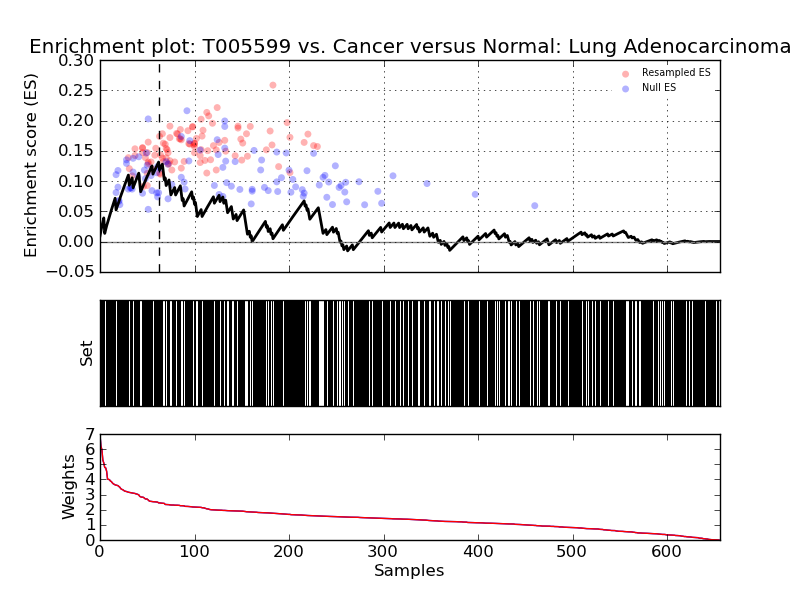 Enrichment plot: T005599 vs. Cancer versus Normal: Lung Adenocarcinoma
0.30
0.25
0.20
0.15
0.10
0.05
0.00
−0.05
Enrichment score (ES)
Resampled ES
Null ES
Set
7
6
5
4
3
2
1
0
Weights
0 100 200 300 400 500 600
Samples